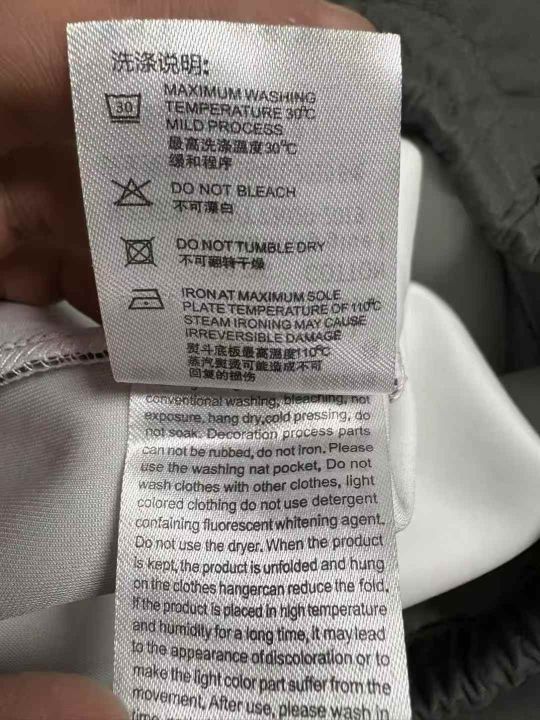 洗涤说明:
30
MAXIMUM WASHING
TEMPERATURE 30℃
MILD PROCESS
最高洗涤温度30℃
缓和程序
DO NOT BLEACH
不可漂白
DO NOT TUMBLE DRY
不可翻转干燥
IRON AT MAXIMUM SOLE
PLATE TEMPERATURE OF 110℃
STEAM IRONING MAY CAUSE
IRREVERSIBLE DAMAGE
熨斗底板最高温度110℃
蒸汽熨烫可能造成不可
回复的损伤
conventional washing, bleaching, not
exposure, hang dry,cold pressing, do
not soak. Decoration process parts
can not be rubbed, do not iron. Please
use the washing nat pocket, Do not
wash clothes with other clothes, light
colored clothing do not use detergent
confaining fluorescent whitening agent.
Do not use the dryer. When the product
is kept, the product is unfolded and hung
on the clothes hangercan reduce the fold.
If the product is placed in high temperature
and humidity for a long time, it may lead
to the appearance of discoloration or to
make the light color part suffer from the
movement. After use, please wash in